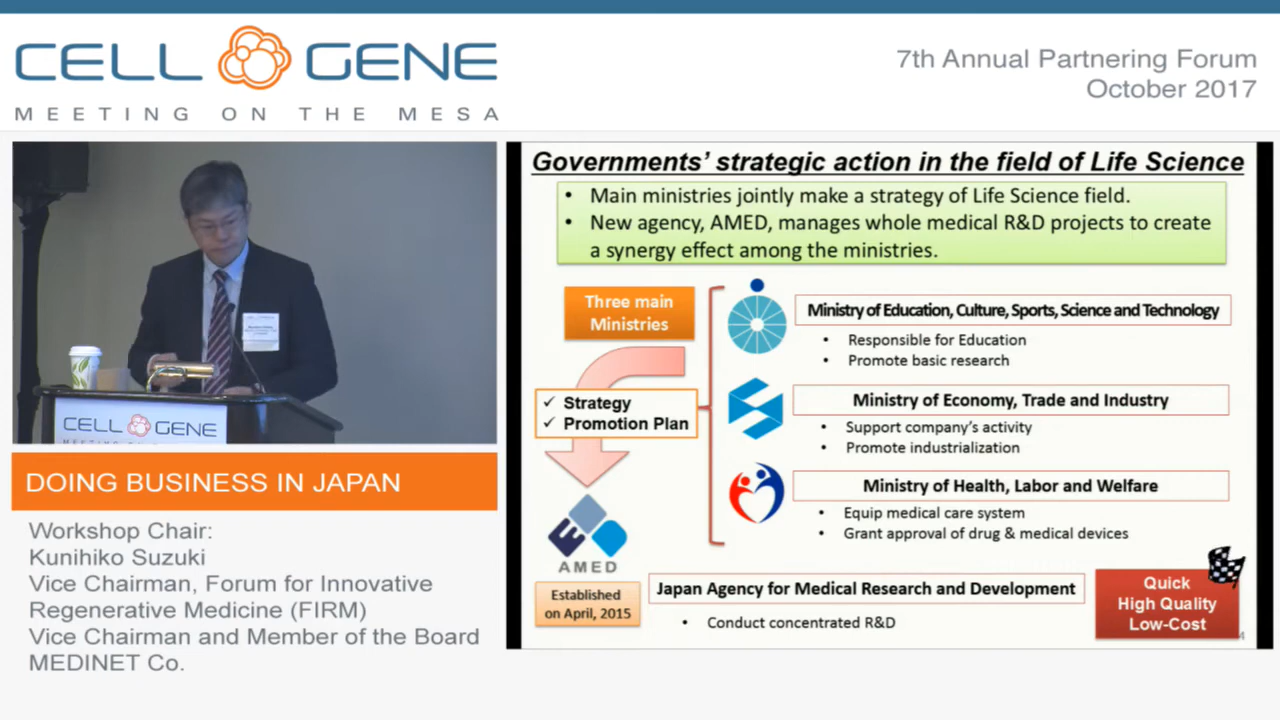 CELL GENE
MEETING ON THE MESA
7th Annual Partnering Forum
October 2017
CELL GENE
DOING BUSINESS IN JAPAN
Workshop Chair:
Kunihiko Suzuki
Vice Chairman, Forum for Innovative
Regenerative Medicine (FIRM)
Vice Chairman and Member of the Board
MEDINET Co.
Governments' strategic action in the field of Life Science
• Main ministries jointly make a strategy of Life Science field.
• New agency, AMED, manages whole medical R&D projects to create
a synergy effect among the ministries.
Three main
Ministries
✓ Strategy
✓ Promotion Plan
Ministry of Education, Culture, Sports, Science and Technology
• Responsible for Education
• Promote basic research
Ministry of Economy, Trade and Industry
• Support company's activity
• Promote industrialization
Ministry of Health, Labor and Welfare
• Equip medical care system
• Grant approval of drug & medical devices
AMED
Established
on April, 2015
Japan Agency for Medical Research and Development
• Conduct concentrated R&D
Quick
High Quality
Low-Cost
4